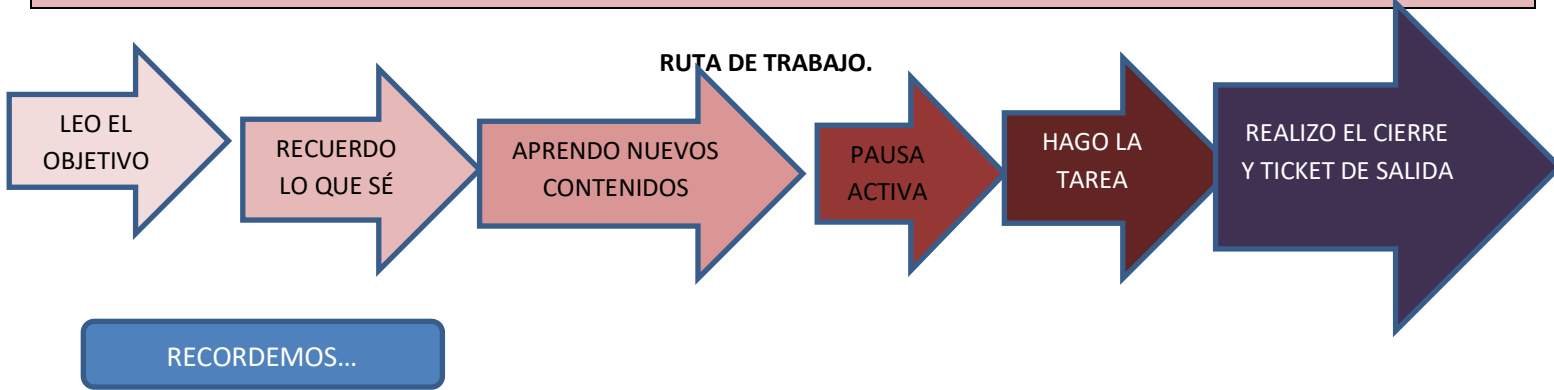 RUTA DE TRABAJO.
LEO EL
OBJETIVO
RECUERDO
LO QUE SÉ
APRENDO NUEVOS
CONTENIDOS
PAUSA
ACTIVA
HAGO LA
TAREA
REALIZO EL CIERRE
Y TICKET DE SALIDA
RECORDEMOS...